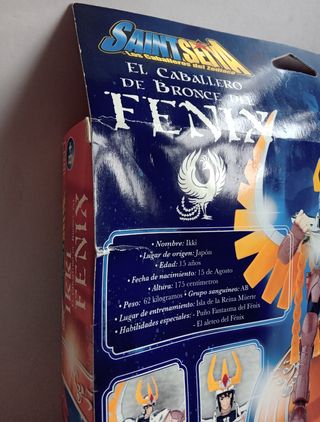 SAINT SEIYA
Los Caballeros del Zodiaco
EL CABALLERO
DE BRONCE DEL
FENIX
• Nombre: Ikki
• Lugar de origen: Japón
• Edad: 15 años
• Fecha de nacimiento: 15 de Agosto
• Altura: 175 centímetros
• Peso: 62 kilogramos • Grupo sanguíneo: AB
• Lugar de entrenamiento: Isla de la Reina Muerte
• Habilidades especiales: - Puño Fantasma del Fénix
- El aleteo del Fénix
IKKI
FENIX